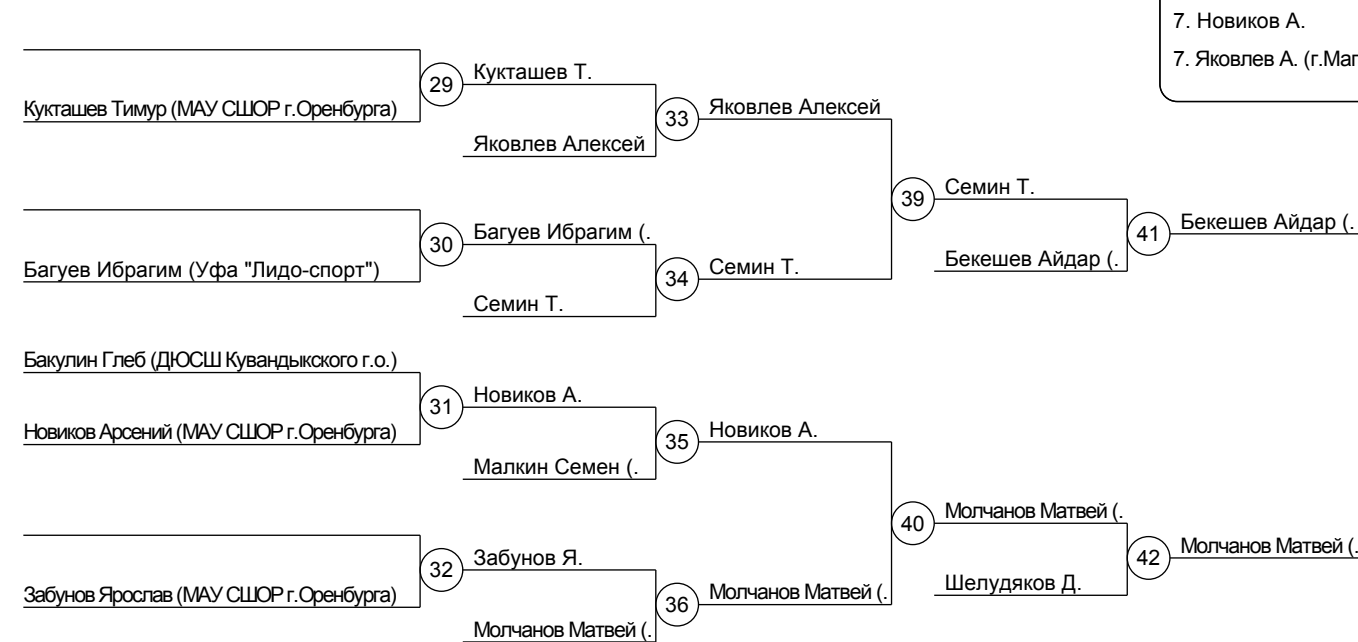 7. Новиков А.
7. Яковлев А. (г.Маг
29
Кукташев Т.
Кукташев Тимур (МАУ СШОР г.Оренбурга)
33
Яковлев Алексей
Яковлев Алексей
39
Семин Т.
30
Багуев Ибрагим (.
41
Бекешев Айдар (.
Багуев Ибрагим (Уфа "Лидо-спорт")
34
Семин Т.
Бекешев Айдар (.
Семин Т.
Бакулин Глеб (ДЮСШ Кувандыкского г.о.)
31
Новиков А.
Новиков Арсений (МАУ СШОР г.Оренбурга)
35
Новиков А.
Малкин Семен (.
40
Молчанов Матвей (.
32
Забунов Я.
42
Молчанов Матвей (.
Забунов Ярослав (МАУ СШОР г.Оренбурга)
36
Молчанов Матвей (.
Шелудяков Д.
Молчанов Матвей (.